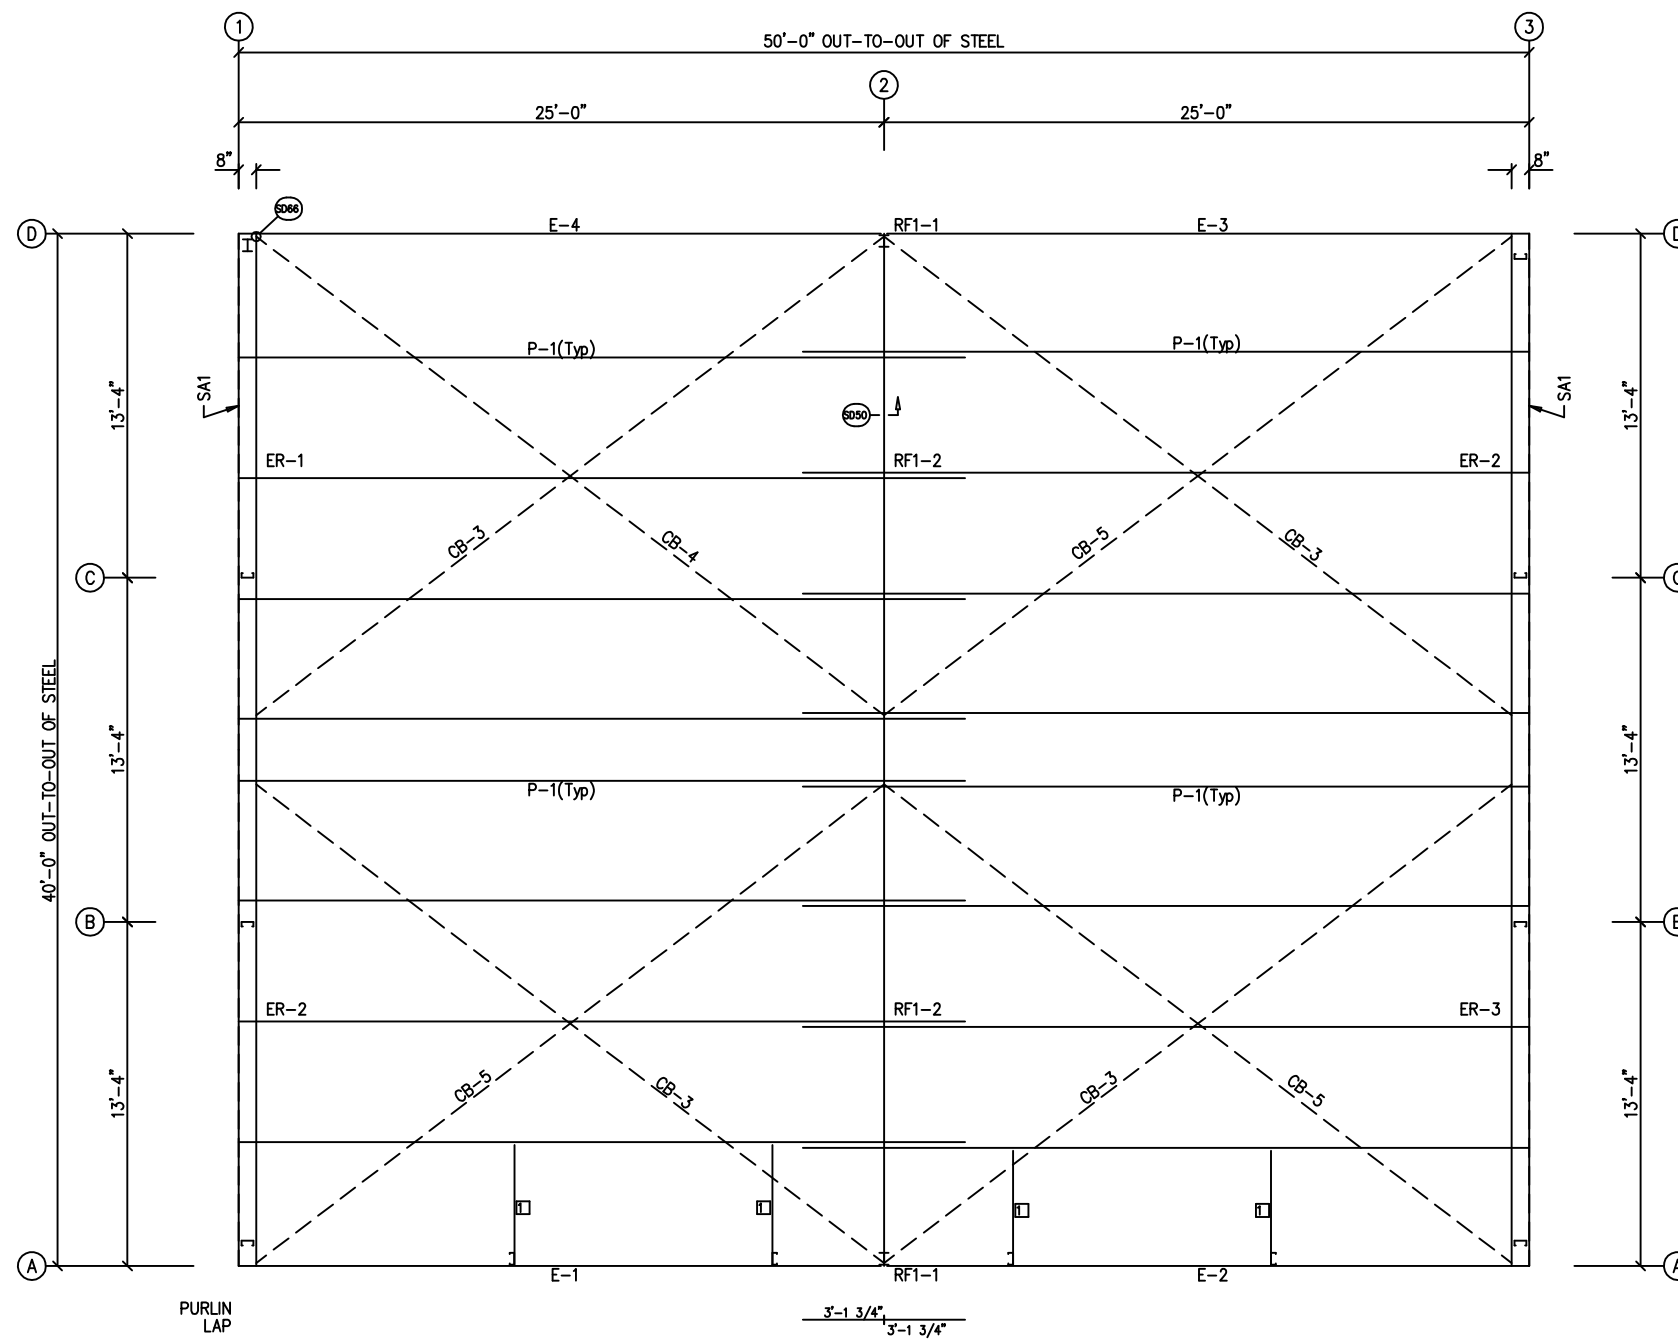 1
3
50'-0" OUT-TO-OUT OF STEEL
2
25'-0"
25'-0"
8"
8"
SD66
D
E-4
RF1-1
E-3
D
P-1(Typ)
P-1(Typ)
13'-4"
SA1
SD50
SA1
13'-4"
ER-1
RF1-2
ER-2
CB-3
CB-4
CB-5
CB-3
C
C
40'-0" OUT-TO-OUT OF STEEL
13'-4"
13'-4"
P-1(Typ)
P-1(Typ)
B
B
ER-2
RF1-2
ER-3
13'-4"
CB-5
CB-3
CB-3
CB-5
13'-4"
1
1
1
1
A
E-1
RF1-1
E-2
A
PURLIN
LAP
3'-1 3/4"
3'-1 3/4"